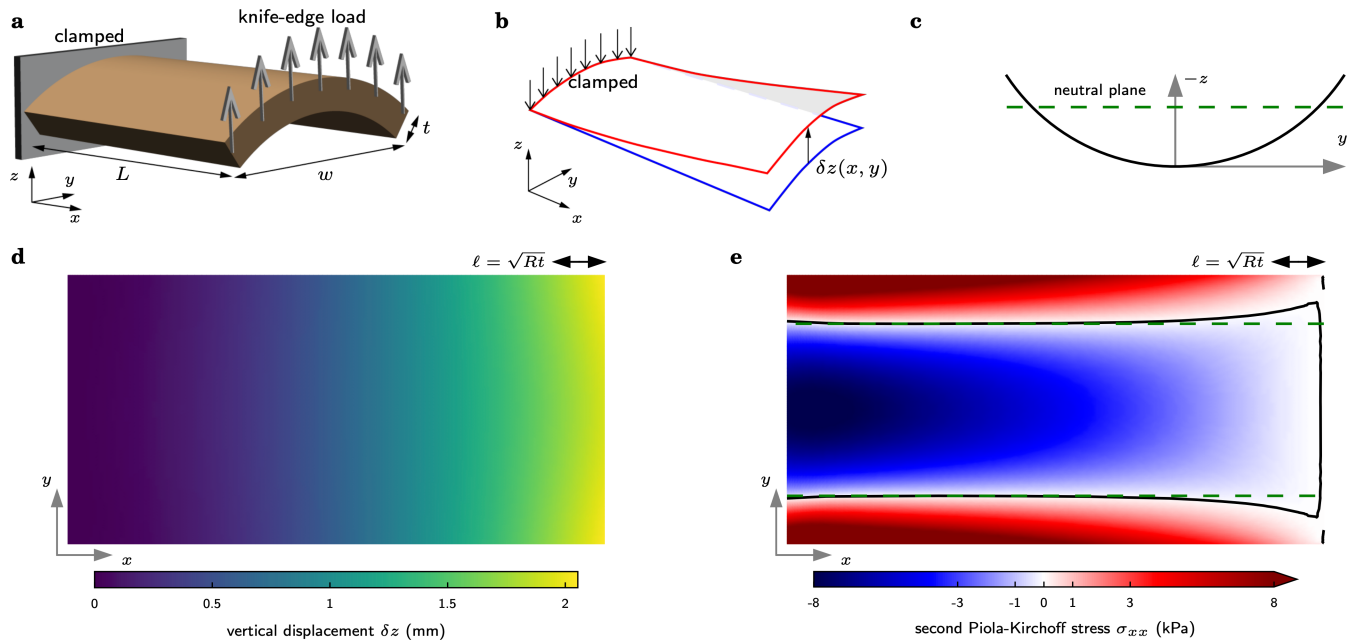 a
clamped
knife-edge load
t
L
w
z
y
x
b
clamped
z
y
x
δz(x, y)
c
−z
neutral plane
y
d
ℓ = √Rt
y
x
0
0.5
1
1.5
2
vertical displacement δz (mm)
e
ℓ = √Rt
y
x
-8
-3
-1
0
1
3
8
second Piola-Kirchoff stress σxx (kPa)